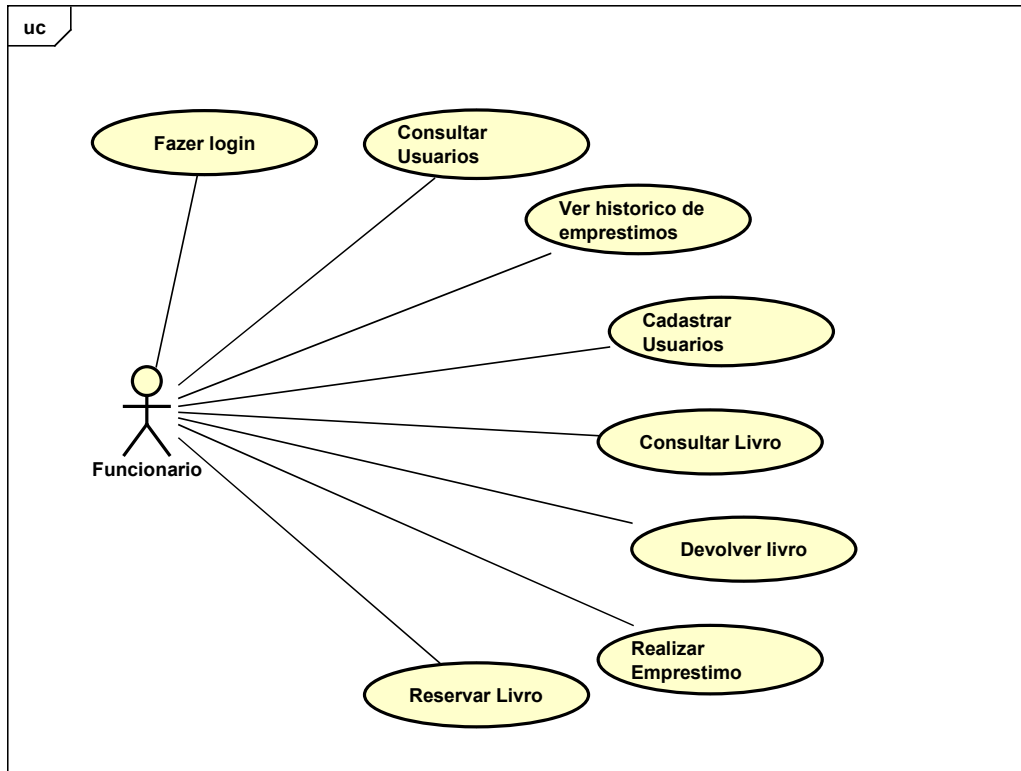 uc
Fazer login
Consultar
Usuarios
Ver historico de
emprestimos
Cadastrar
Usuarios
Funcionario
Consultar Livro
Devolver livro
Realizar
Emprestimo
Reservar Livro